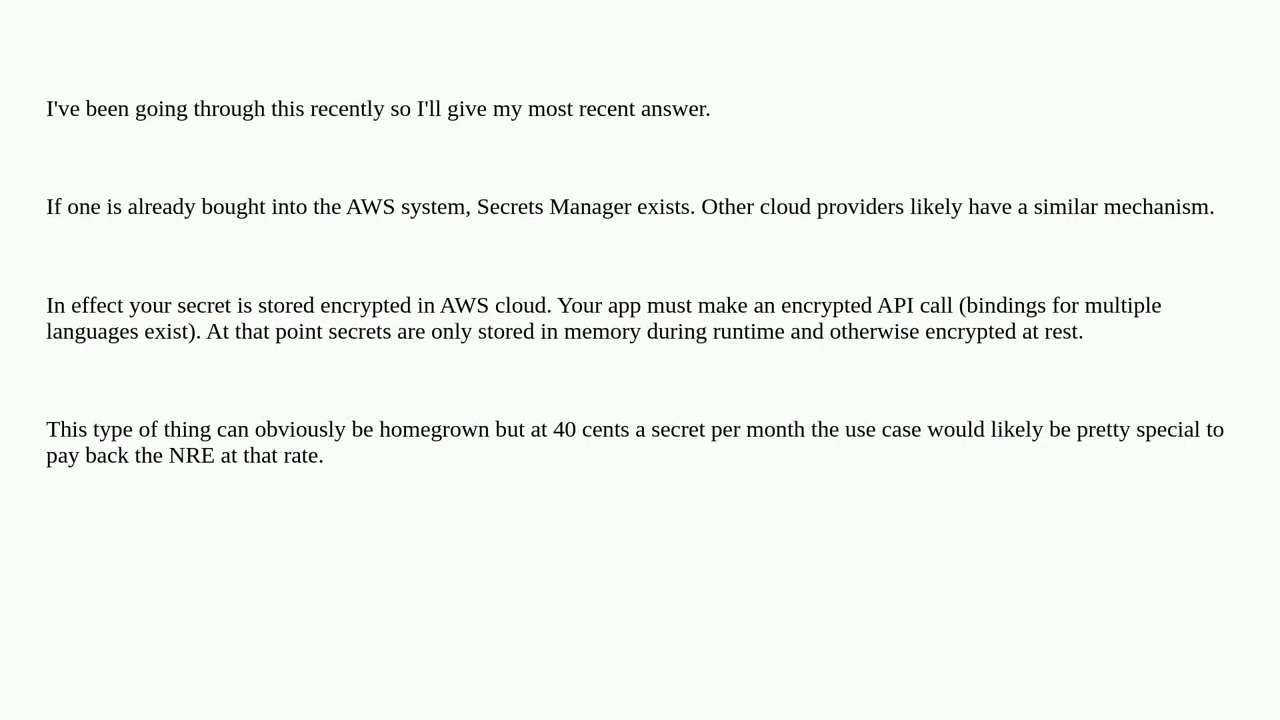 I've been going through this recently so I'll give my most recent answer.
If one is already bought into the AWS system, Secrets Manager exists. Other cloud providers likely have a similar mechanism.
In effect your secret is stored encrypted in AWS cloud. Your app must make an encrypted API call (bindings for multiple
languages exist). At that point secrets are only stored in memory during runtime and otherwise encrypted at rest.
This type of thing can obviously be homegrown but at 40 cents a secret per month the use case would likely be pretty special to
pay back the NRE at that rate.